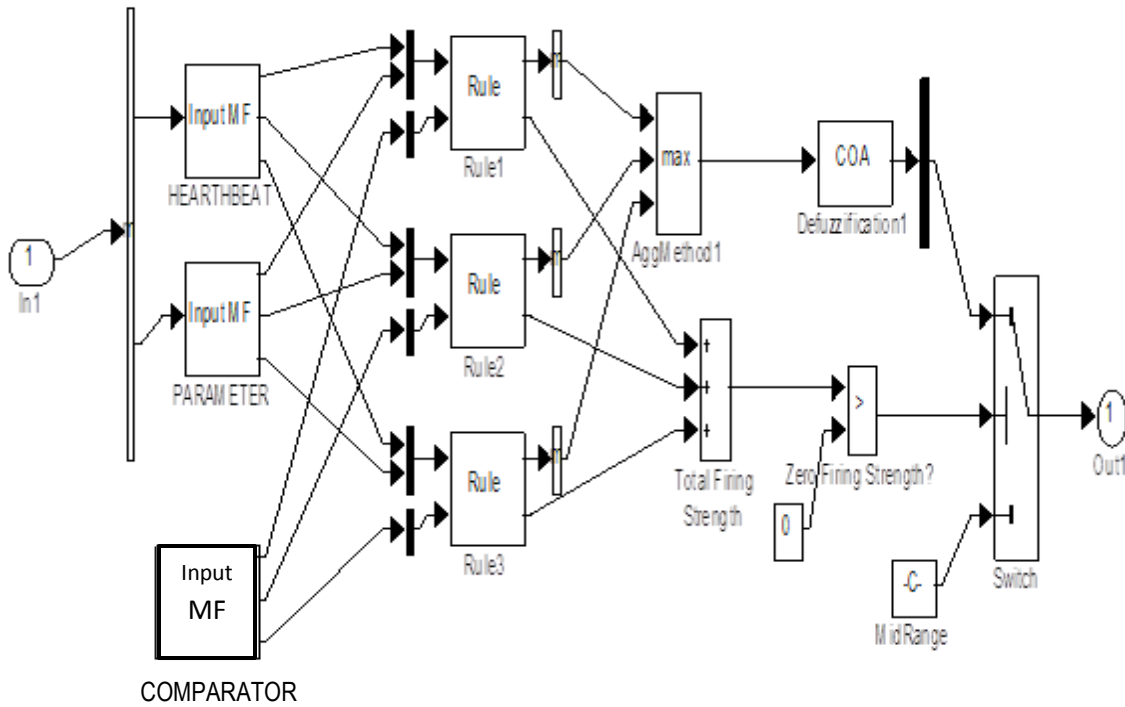 1
In1
m
Input MF
HEARTHBEAT
Input MF
PARAMETER
Input
MF
COMPARATOR
Rule
Rule1
m
Rule
Rule2
m
Rule
Rule3
m
max
AggMethod1
+
+
+
Total Firing
Strength
COA
Defuzzification1
>
Zero Firing Strength?
0
-C-
MidRange
Switch
1
Out1